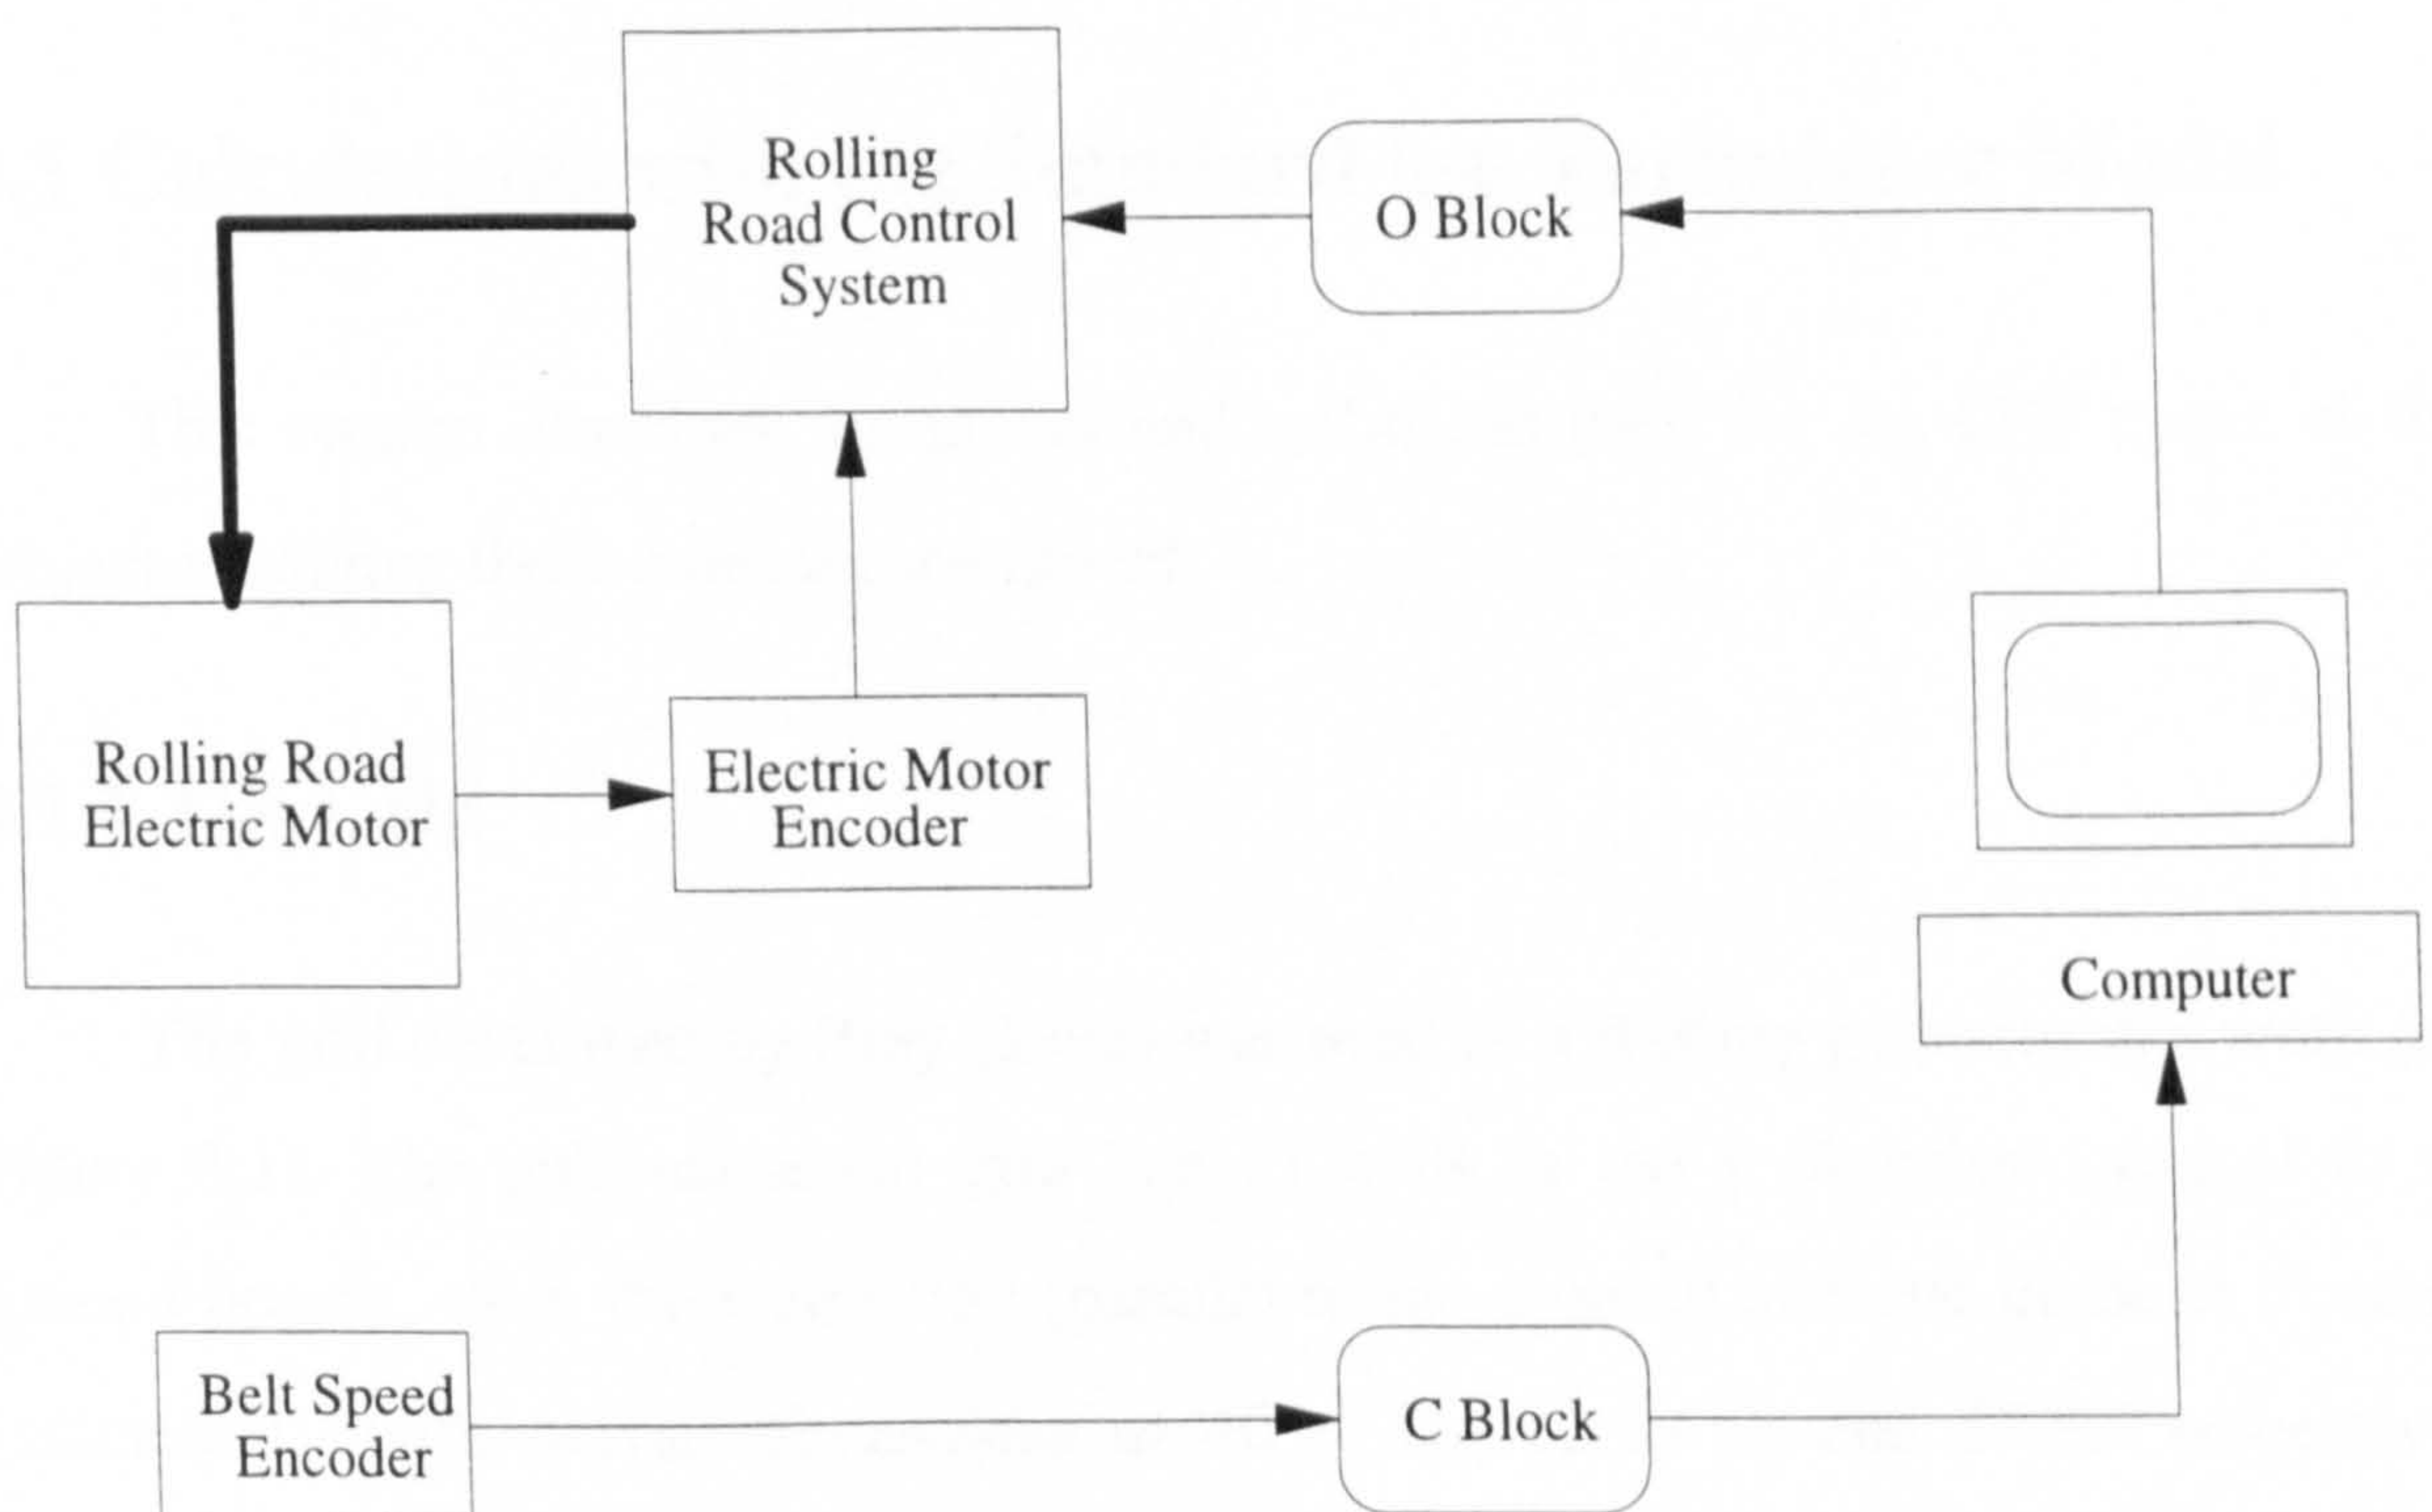 Rolling
Road Control
System
O Block
Rolling Road
Electric Motor
Electric Motor
Encoder
Computer
Belt Speed
Encoder
C Block